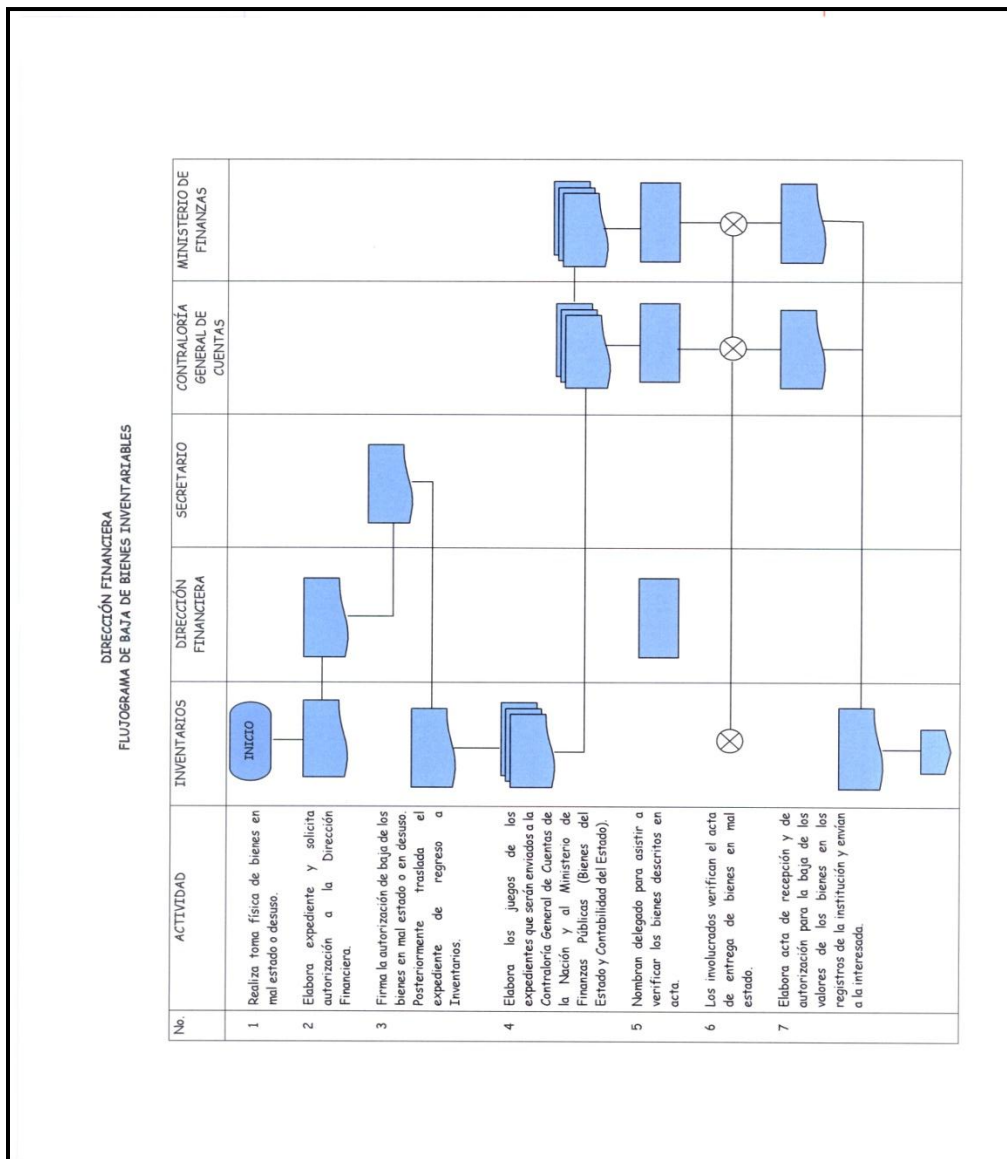 DIRECCIÓN FINANCIERA
FLUJOGRAMA DE BAJA DE BIENES INVENTARIABLES
No.
ACTIVIDAD
INVENTARIOS
DIRECCIÓN
FINANCIERA
SECRETARIO
CONTRALORÍA
GENERAL DE
CUENTAS
MINISTERIO DE
FINANZAS
1
Realiza toma física de bienes en
mal estado o desuso.
INICIO
2
Elabora expediente y solicita
autorización a la Dirección
Financiera.
3
Firma la autorización de baja de los
bienes en mal estado o en desuso.
Posteriormente traslada el
expediente de regreso a
Inventarios.
4
Elabora los juegos de los
expedientes que serán enviados a la
Contraloría General de Cuentas de
la Nación y al Ministerio de
Finanzas Públicas (Bienes del
Estado y Contabilidad del Estado).
5
Nombran delegado para asistir a
verificar los bienes descritos en
acta.
6
Los involucrados verifican el acta
de entrega de bienes en mal
estado.
7
Elabora acta de recepción y de
autorización para la baja de los
valores de los bienes en los
registros de la institución y envían
a la interesada.